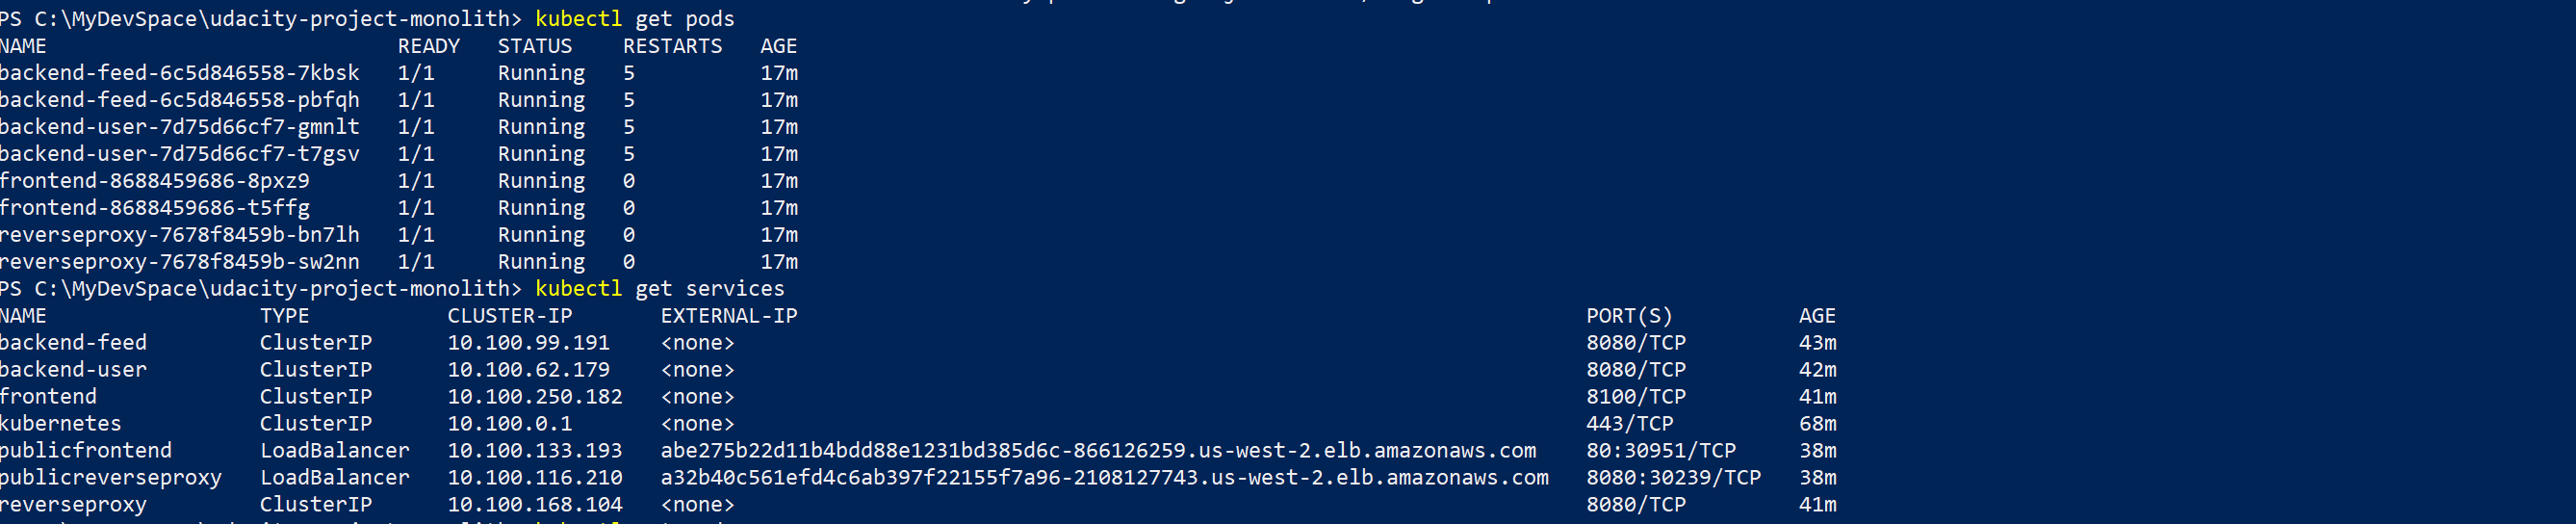 PS C:\MyDevSpace\udacity-project-monolith> kubectl get pods
NAME READY STATUS RESTARTS AGE
backend-feed-6c5d846558-7kbsk 1/1 Running 5 17m
backend-feed-6c5d846558-pbfqh 1/1 Running 5 17m
backend-user-7d75d66cf7-gmnlt 1/1 Running 5 17m
backend-user-7d75d66cf7-t7gsv 1/1 Running 5 17m
frontend-8688459686-8pxz9 1/1 Running 0 17m
frontend-8688459686-t5ffg 1/1 Running 0 17m
reverseproxy-7678f8459b-bn7lh 1/1 Running 0 17m
reverseproxy-7678f8459b-sw2nn 1/1 Running 0 17m
PS C:\MyDevSpace\udacity-project-monolith> kubectl get services
NAME TYPE CLUSTER-IP EXTERNAL-IP PORT(S) AGE
backend-feed ClusterIP 10.100.99.191 <none> 8080/TCP 43m
backend-user ClusterIP 10.100.62.179 <none> 8080/TCP 42m
frontend ClusterIP 10.100.250.182 <none> 8100/TCP 41m
kubernetes ClusterIP 10.100.0.1 <none> 443/TCP 68m
publicfrontend LoadBalancer 10.100.133.193 abe275b22d11b4bdd88e1231bd385d6c-866126259.us-west-2.elb.amazonaws.com 80:30951/TCP 38m
publicreverseproxy LoadBalancer 10.100.116.210 a32b40c561efd4c6ab397f22155f7a96-2108127743.us-west-2.elb.amazonaws.com 8080:30239/TCP 38m
reverseproxy ClusterIP 10.100.168.104 <none> 8080/TCP 41m